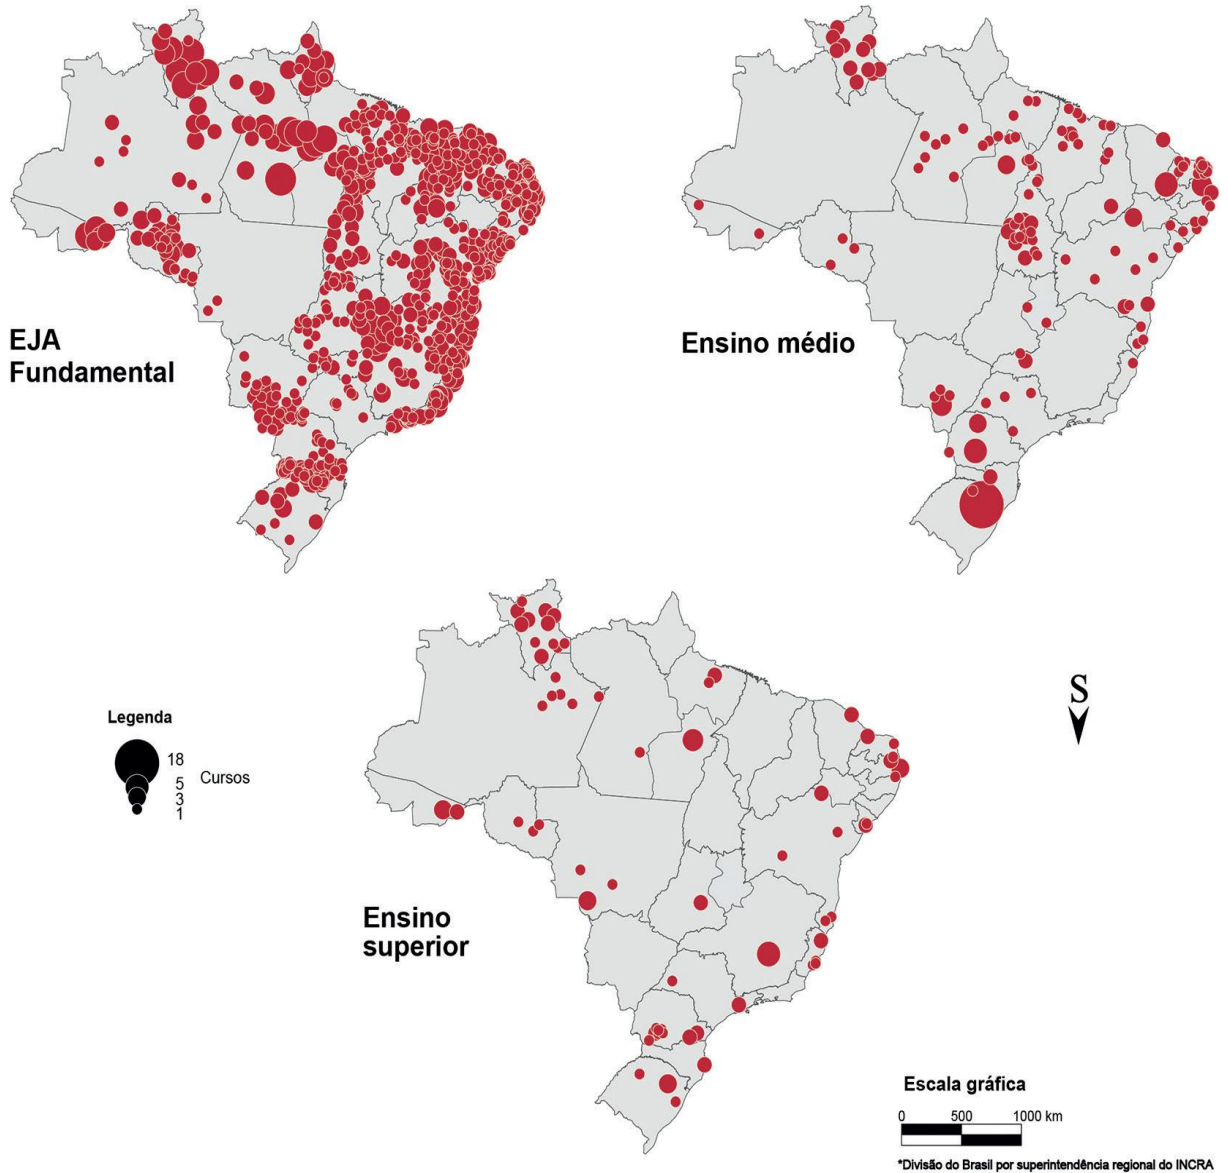 EJA
Fundamental
Ensino médio
S
Legenda
18
5
3
1
Cursos
Ensino
superior
Escala gráfica
0 500 1000 km
*Divisão do Brasil por superintendência regional do INCRA